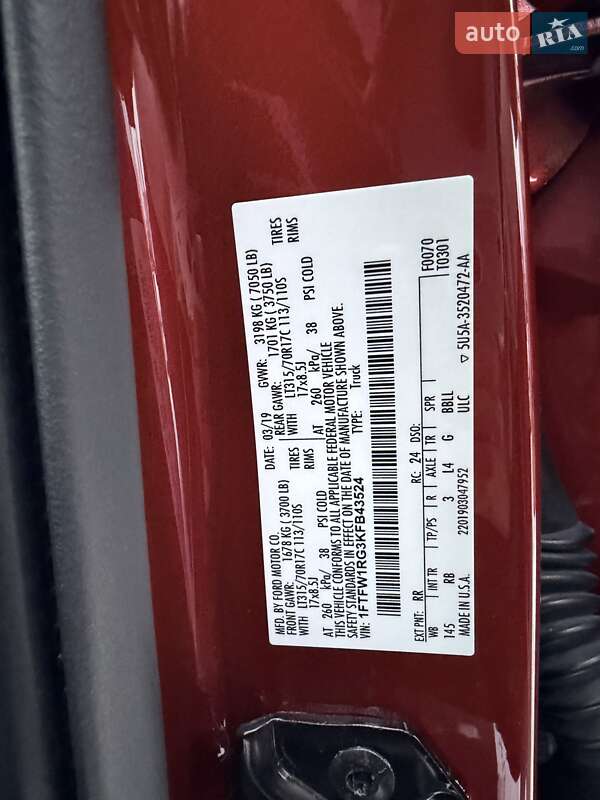 auto RIA .com
MFD. BY FORD MOTOR CO.
DATE: 03/19 GVWR: 3198 KG ( 7050 LB)
FRONT GAWR: 1678 KG ( 3700 LB) REAR GAWR: 1701 KG ( 3750 LB)
WITH LT315/70R17C 113/110S TIRES WITH LT315/70R17C 113/110S TIRES
17x8.5J RIMS 17x8.5J RIMS
AT 260 kPa/ 38 PSI COLD AT 260 kPa/ 38 PSI COLD
THIS VEHICLE CONFORMS TO ALL APPLICABLE FEDERAL MOTOR VEHICLE
SAFETY STANDARDS IN EFFECT ON THE DATE OF MANUFACTURE SHOWN ABOVE.
VIN: 1FTFW1RG3KFB43524 TYPE: Truck
F0070
T0301
EXT PNT: RR RC: 24 DSO:
WB INT TR TP/PS R AXLE TR SPR
145 RB 3 L4 G BBLL
MADE IN U.S.A. 2201903047952 ULC ▽ 5U5A-3520472-AA